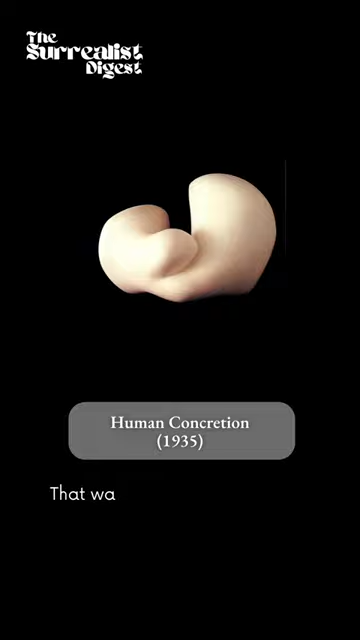 The
Surrealist
Digest
Human Concretion
(1935)
That wa